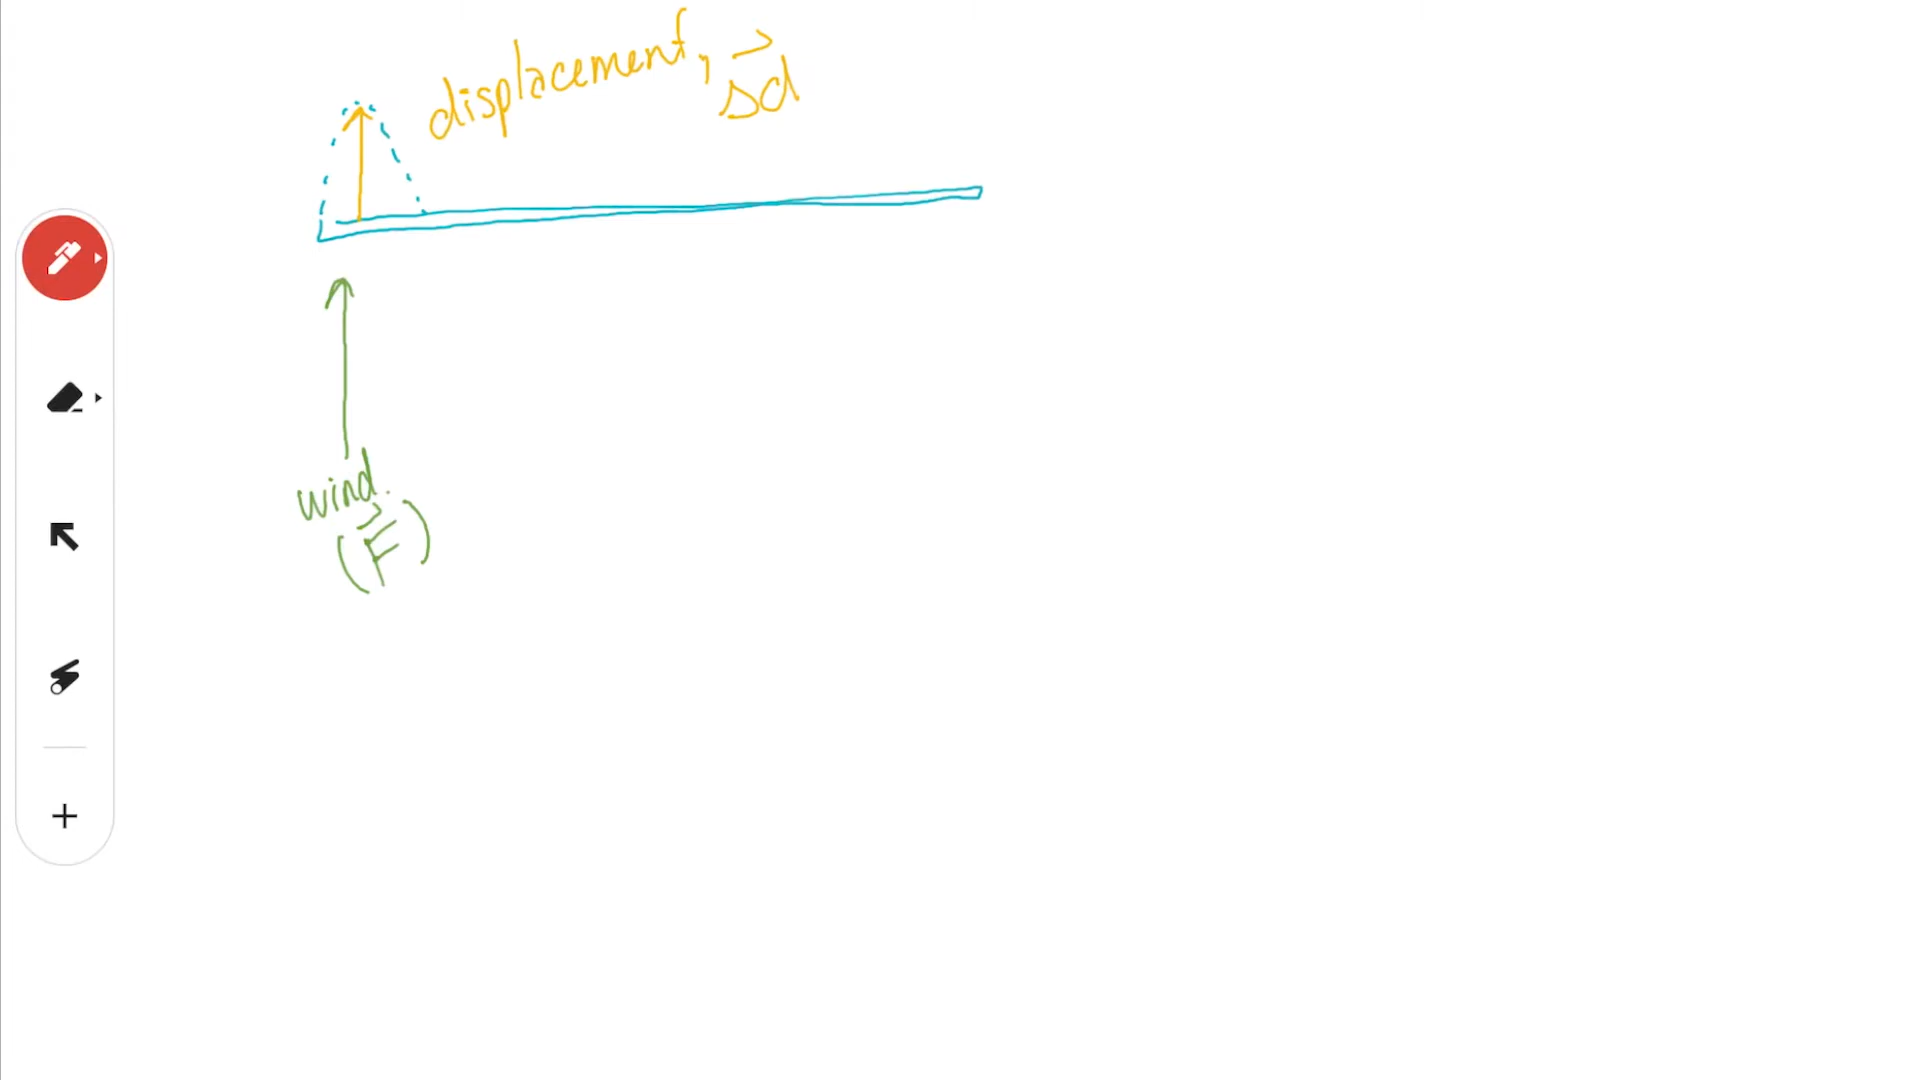 displacement, Δd⃗
wind.
(F⃗)